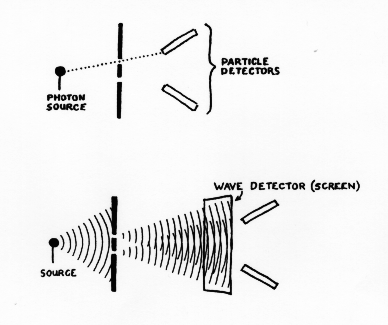 PARTICLE
DETECTORS
PHOTON
SOURCE
WAVE DETECTOR (SCREEN)
SOURCE